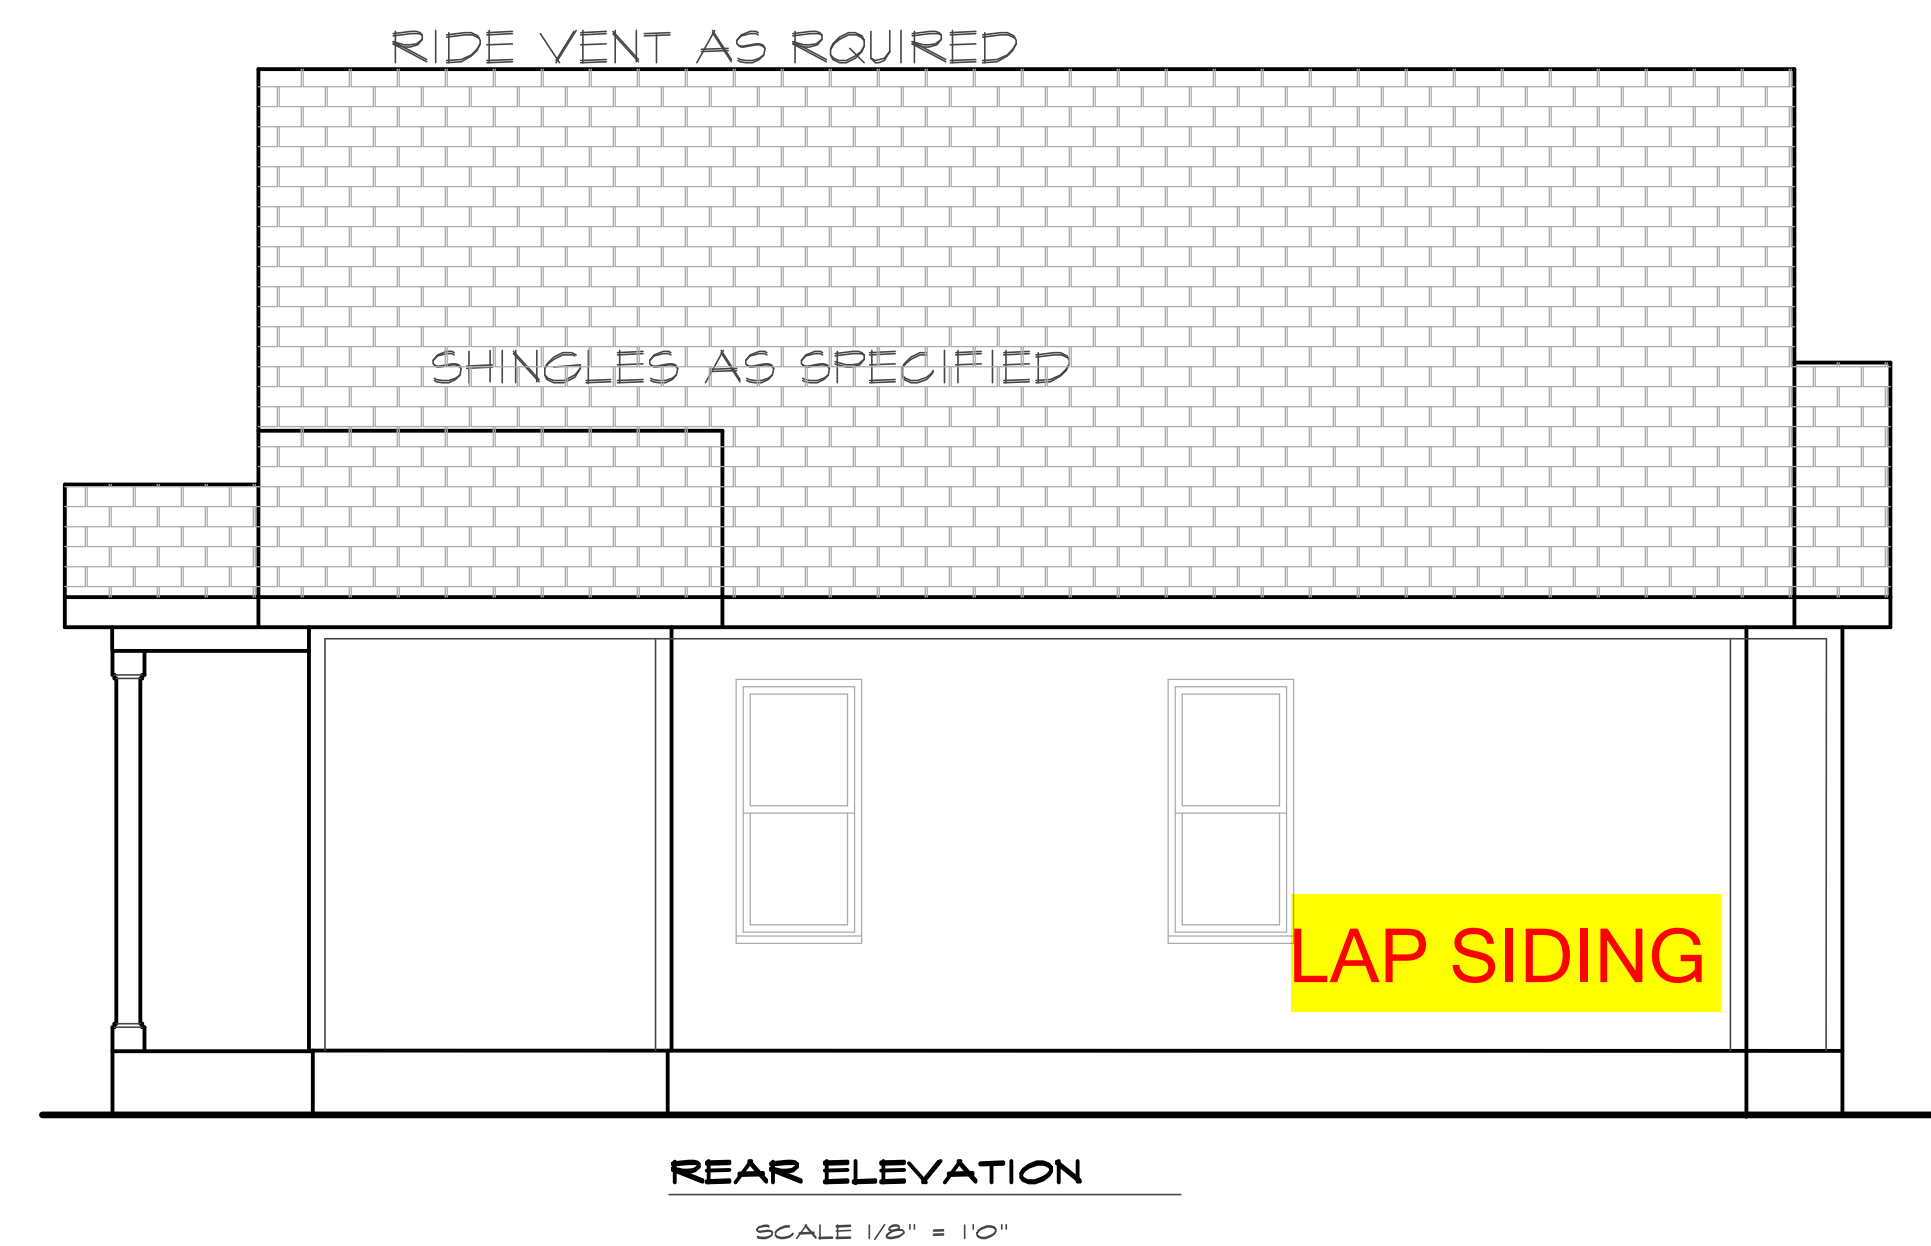 RIDE VENT AS RQUIRED
SHINGLES AS SPECIFIED
LAP SIDING
REAR ELEVATION
SCALE 1/8" = 1'0"